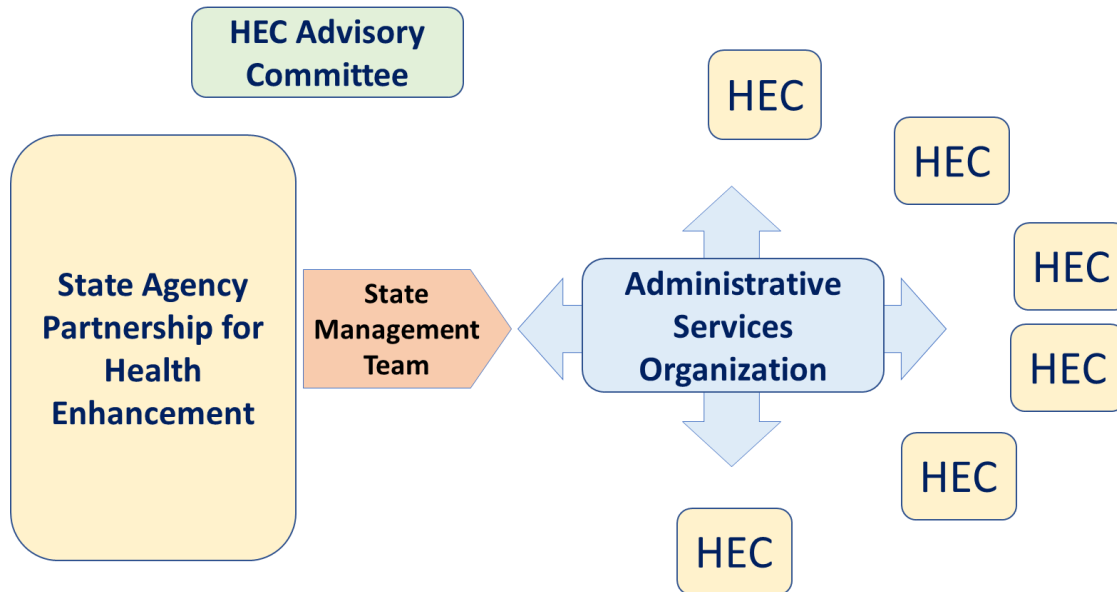 HEC Advisory
Committee
State Agency
Partnership for
Health
Enhancement
State
Management
Team
Administrative
Services
Organization
HEC
HEC
HEC
HEC
HEC
HEC